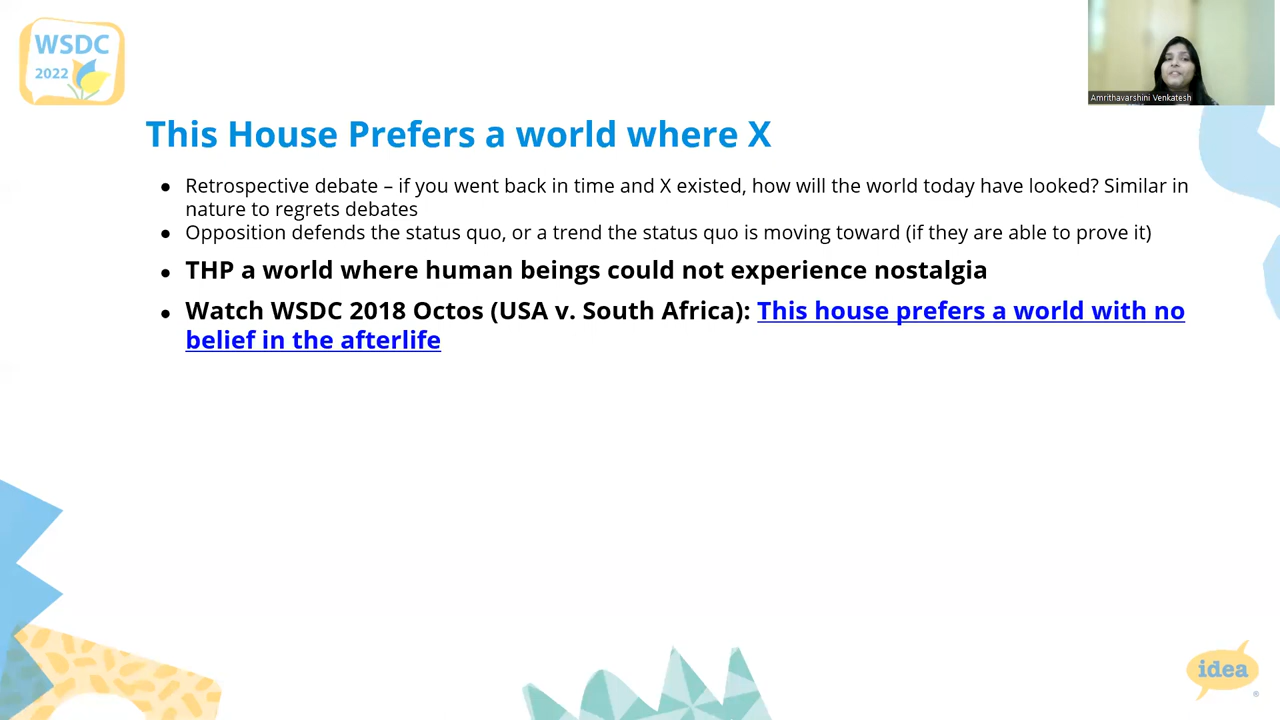 WSDC
2022
Amrithavarshini Venkatesh
This House Prefers a world where X
● Retrospective debate – if you went back in time and X existed, how will the world today have looked? Similar in
nature to regrets debates
● Opposition defends the status quo, or a trend the status quo is moving toward (if they are able to prove it)
● THP a world where human beings could not experience nostalgia
● Watch WSDC 2018 Octos (USA v. South Africa): This house prefers a world with no
belief in the afterlife
idea
®